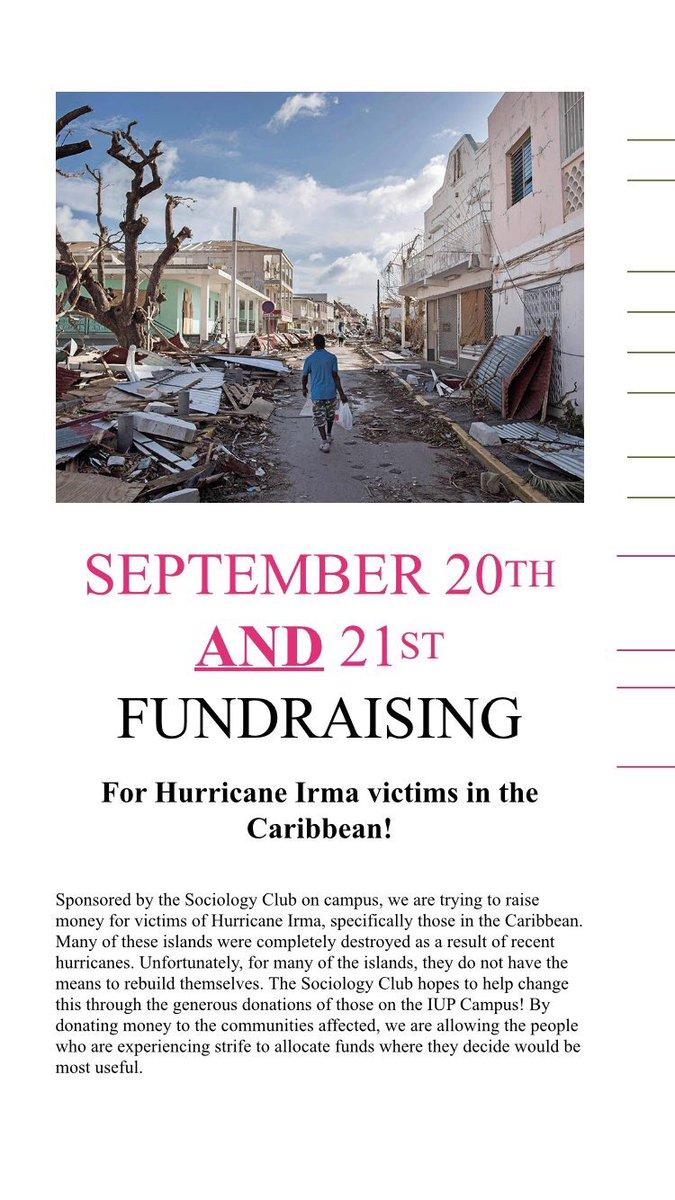 SEPTEMBER 20TH
AND 21ST
FUNDRAISING
For Hurricane Irma victims in the
Caribbean!
Sponsored by the Sociology Club on campus, we are trying to raise
money for victims of Hurricane Irma, specifically those in the Caribbean.
Many of these islands were completely destroyed as a result of recent
hurricanes. Unfortunately, for many of the islands, they do not have the
means to rebuild themselves. The Sociology Club hopes to help change
this through the generous donations of those on the IUP Campus! By
donating money to the communities affected, we are allowing the people
who are experiencing strife to allocate funds where they decide would be
most useful.